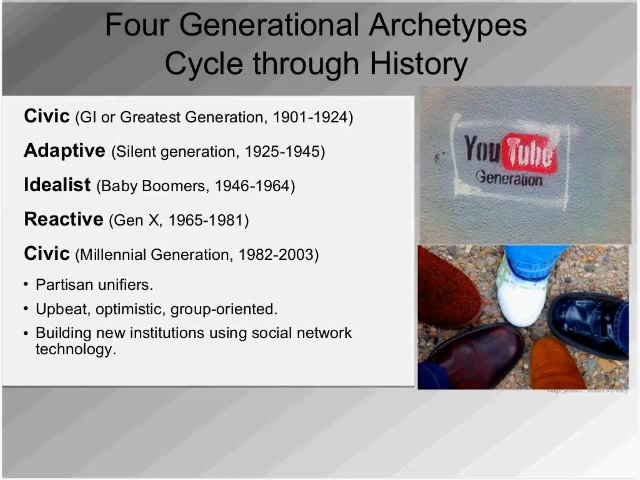 Four Generational Archetypes
Cycle through History
Civic (GI or Greatest Generation, 1901-1924)
Adaptive (Silent generation, 1925-1945)
Idealist (Baby Boomers, 1946-1964)
Reactive (Gen X, 1965-1981)
Civic (Millennial Generation, 1982-2003)
• Partisan unifiers.
• Upbeat, optimistic, group-oriented.
• Building new institutions using social network
technology.
YouTube
Generation